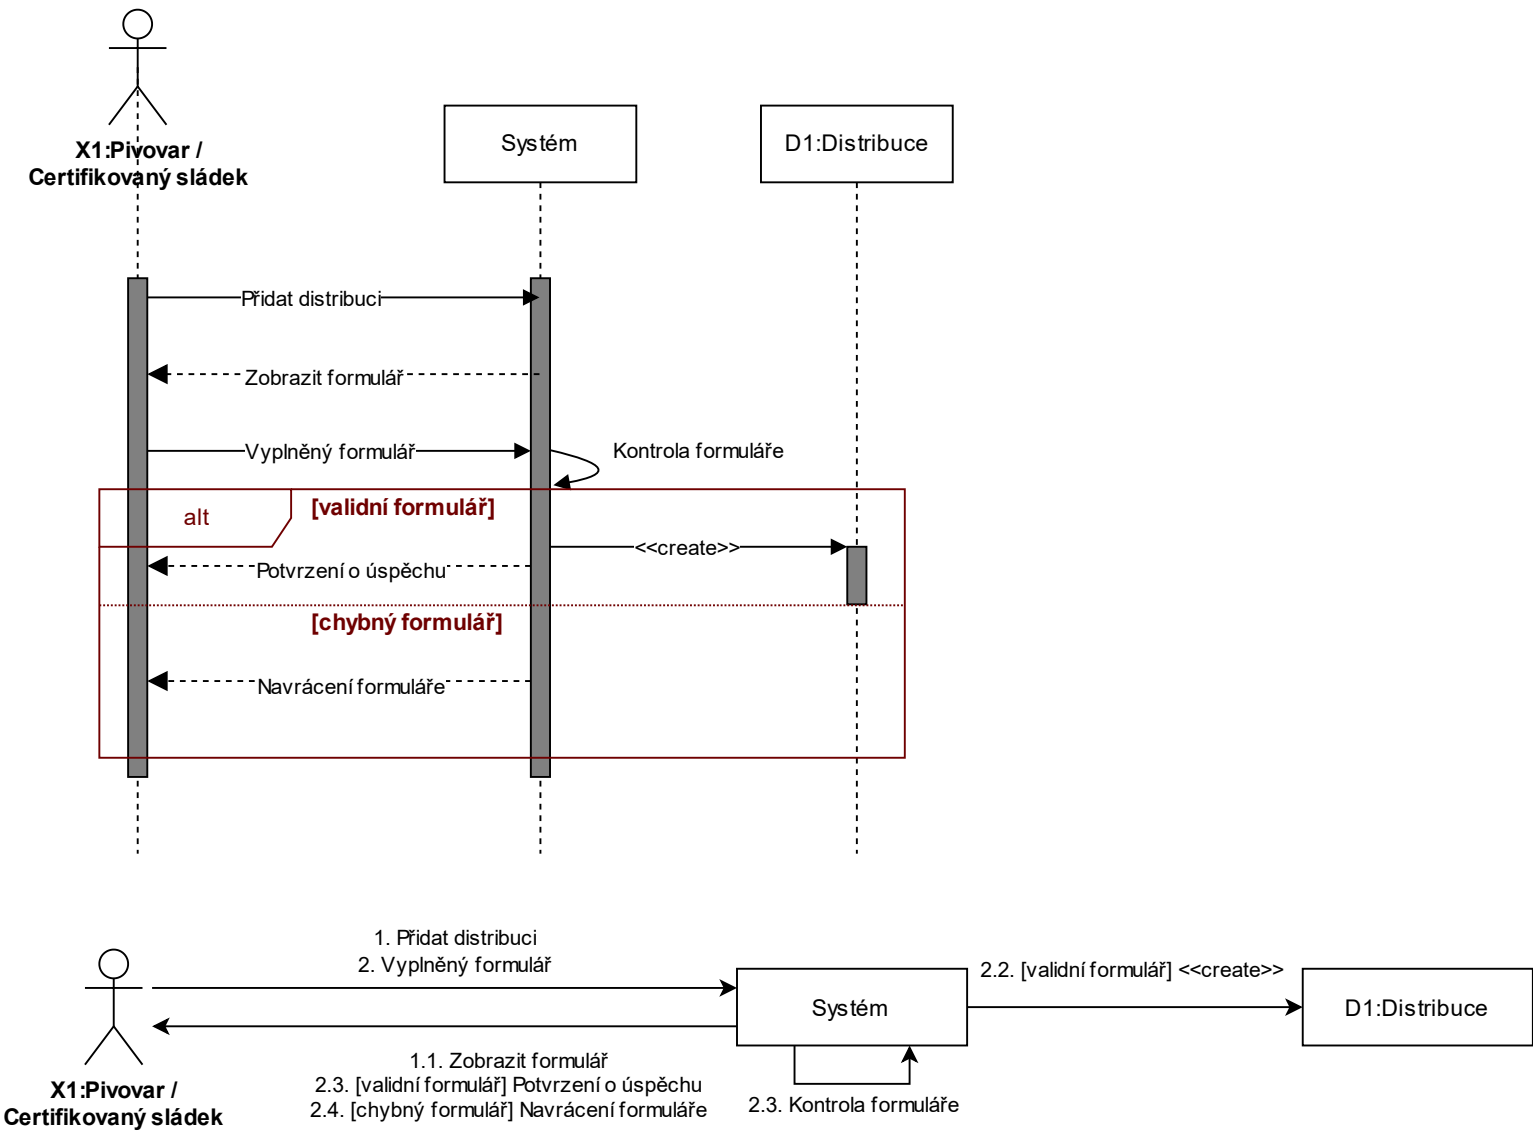 X1:Pivovar /
Certifikovaný sládek
Systém
D1:Distribuce
Přidat distribuci
Zobrazit formulář
Vyplněný formulář
Kontrola formuláře
alt
[validní formulář]
<<create>>
Potvrzení o úspěchu
[chybný formulář]
Navrácení formuláře
1. Přidat distribuci
2. Vyplněný formulář
2.2. [validní formulář] <<create>>
Systém
D1:Distribuce
1.1. Zobrazit formulář
2.3. [validní formulář] Potvrzení o úspěchu
2.4. [chybný formulář] Navrácení formuláře
2.3. Kontrola formuláře
X1:Pivovar /
Certifikovaný sládek